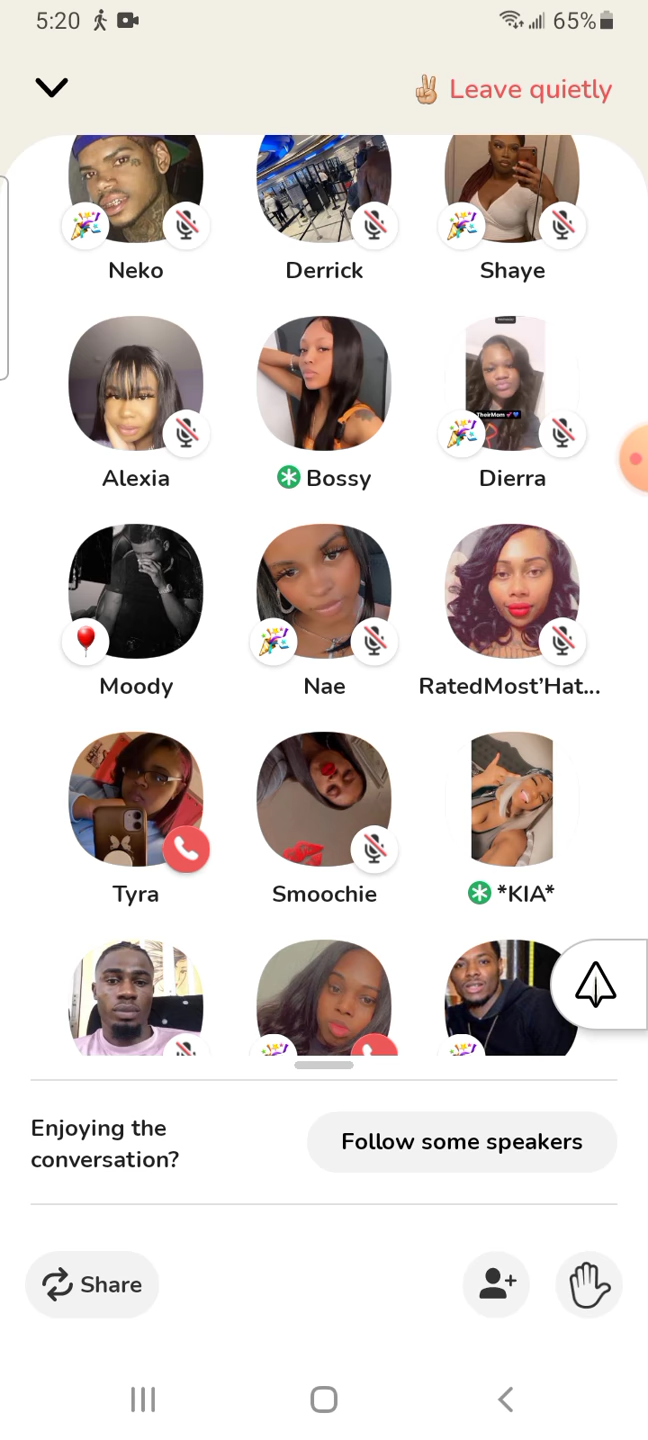 5:20 65%
✌🏼 Leave quietly
Neko Derrick Shaye
TheirMom
Alexia Bossy Dierra
Moody Nae RatedMost’Hat...
Tyra Smoochie *KIA*
Enjoying the
conversation?
Follow some speakers
Share